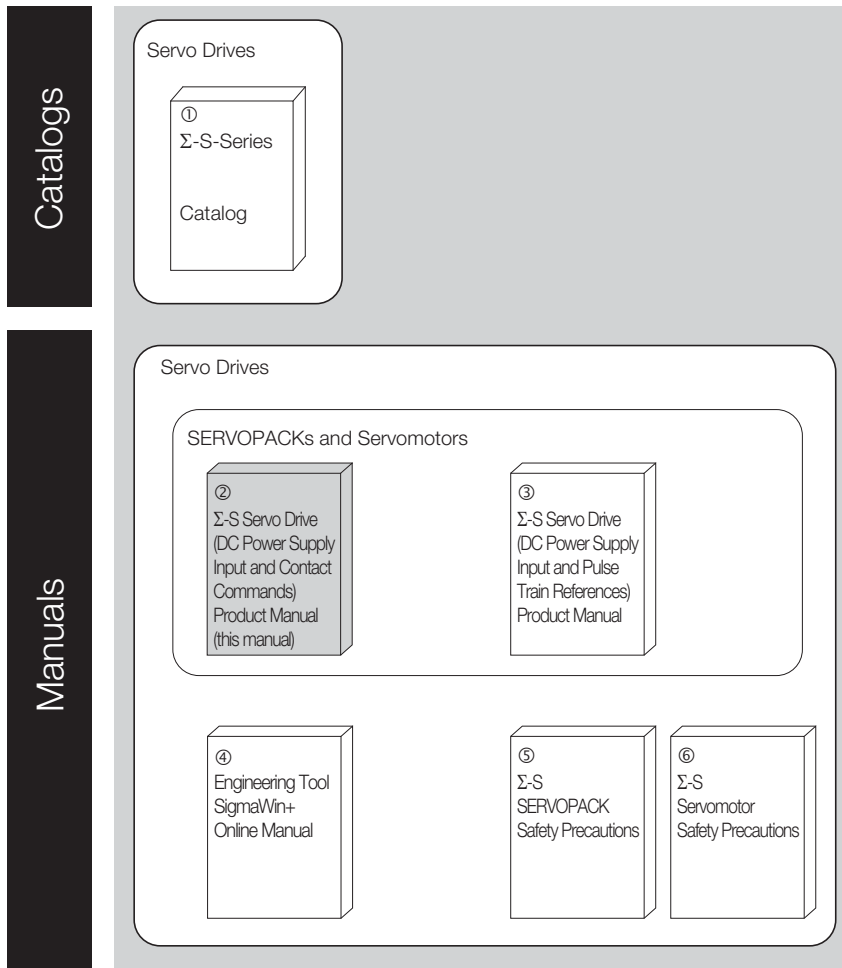 Catalogs
Servo Drives
①
Σ-S-Series
Catalog
Manuals
Servo Drives
SERVOPACKs and Servomotors
②
Σ-S Servo Drive
(DC Power Supply
Input and Contact
Commands)
Product Manual
(this manual)
③
Σ-S Servo Drive
(DC Power Supply
Input and Pulse
Train References)
Product Manual
④
Engineering Tool
SigmaWin+
Online Manual
⑤
Σ-S
SERVOPACK
Safety Precautions
⑥
Σ-S
Servomotor
Safety Precautions